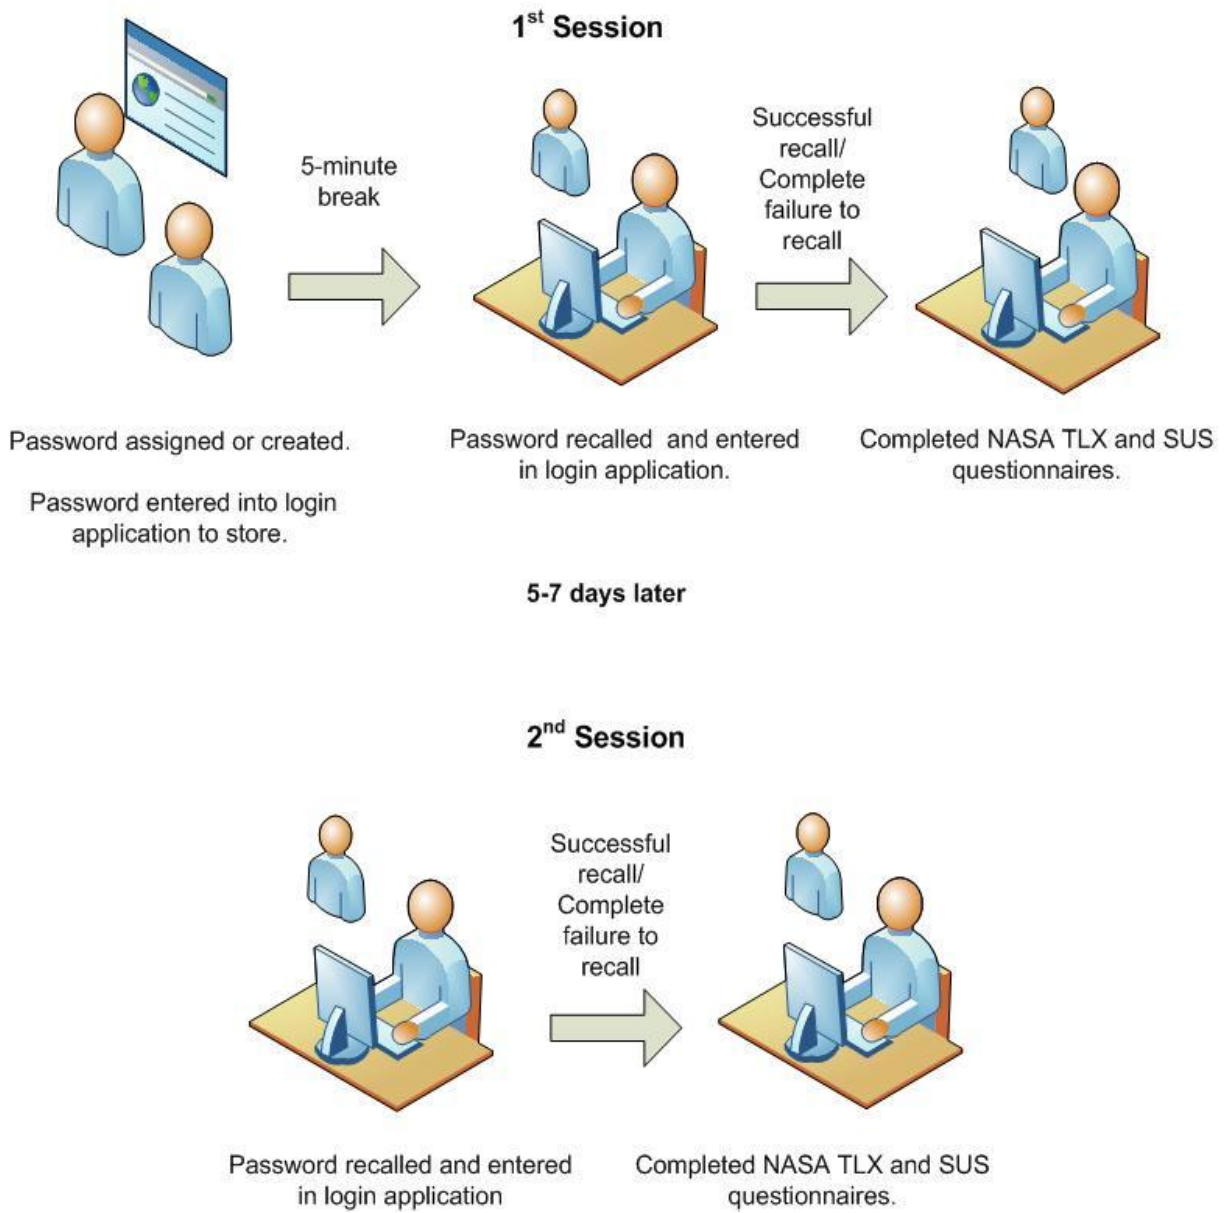 1st Session
5-minute
break
Successful
recall/
Complete
failure to
recall
Password assigned or created.
Password entered into login
application to store.
Password recalled and entered
in login application.
Completed NASA TLX and SUS
questionnaires.
5-7 days later
2nd Session
Successful
recall/
Complete
failure to
recall
Password recalled and entered
in login application
Completed NASA TLX and SUS
questionnaires.